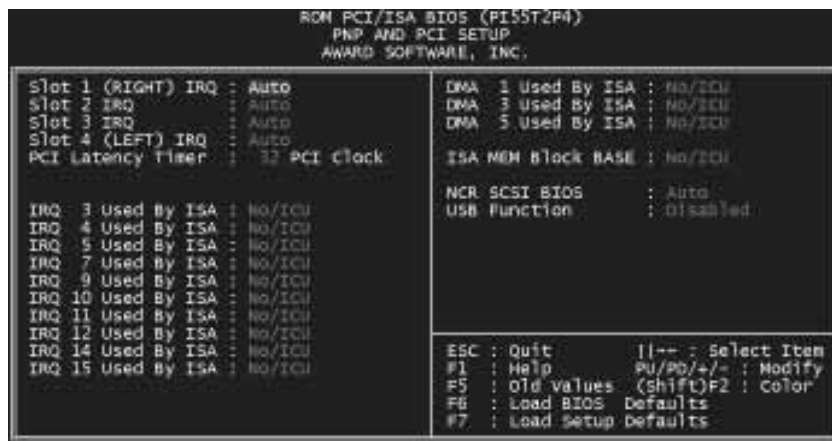 ROM PCI/ISA BIOS (PI55T2P4)
PNP AND PCI SETUP
AWARD SOFTWARE, INC.
Slot 1 (RIGHT) IRQ : Auto
Slot 2 IRQ : Auto
Slot 3 IRQ : Auto
Slot 4 (LEFT) IRQ : Auto
PCI Latency Timer : 32 PCI Clock
IRQ 3 Used By ISA : No/ICU
IRQ 4 Used By ISA : No/ICU
IRQ 5 Used By ISA : No/ICU
IRQ 7 Used By ISA : No/ICU
IRQ 9 Used By ISA : No/ICU
IRQ 10 Used By ISA : No/ICU
IRQ 11 Used By ISA : No/ICU
IRQ 12 Used By ISA : No/ICU
IRQ 14 Used By ISA : No/ICU
IRQ 15 Used By ISA : No/ICU
DMA 1 Used By ISA : No/ICU
DMA 3 Used By ISA : No/ICU
DMA 5 Used By ISA : No/ICU
ISA MEM Block BASE : No/ICU
NCR SCSI BIOS : Auto
USB Function : Disabled
ESC : Quit ||-- : Select Item
F1 : Help PU/PD/+/- : Modify
F5 : Old Values (Shift)F2 : Color
F6 : Load BIOS Defaults
F7 : Load Setup Defaults